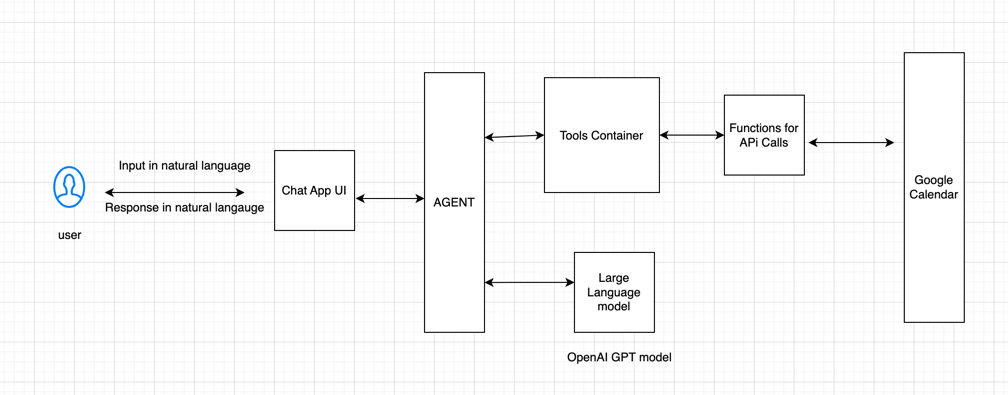 Input in natural language
Response in natural langauge
user
Chat App UI
AGENT
Tools Container
Functions for
APi Calls
Google
Calendar
Large
Language
model
OpenAI GPT model